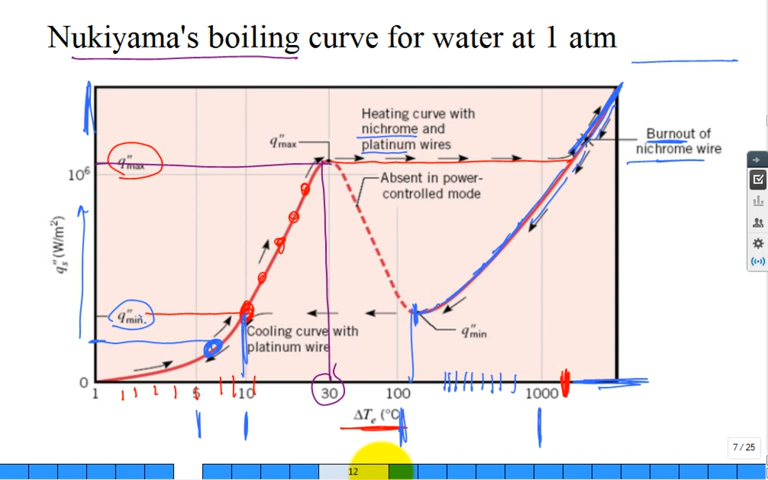 Nukiyama's boiling curve for water at 1 atm
q"max
Heating curve with
nichrome and
platinum wires
Burnout of
nichrome wire
q"max
10⁶
Absent in power-
controlled mode
q"s (W/m²)
q"min
q"min
Cooling curve with
platinum wire
0
1
5
10
30
100
1000
ΔTe (°C)
7 / 25
12